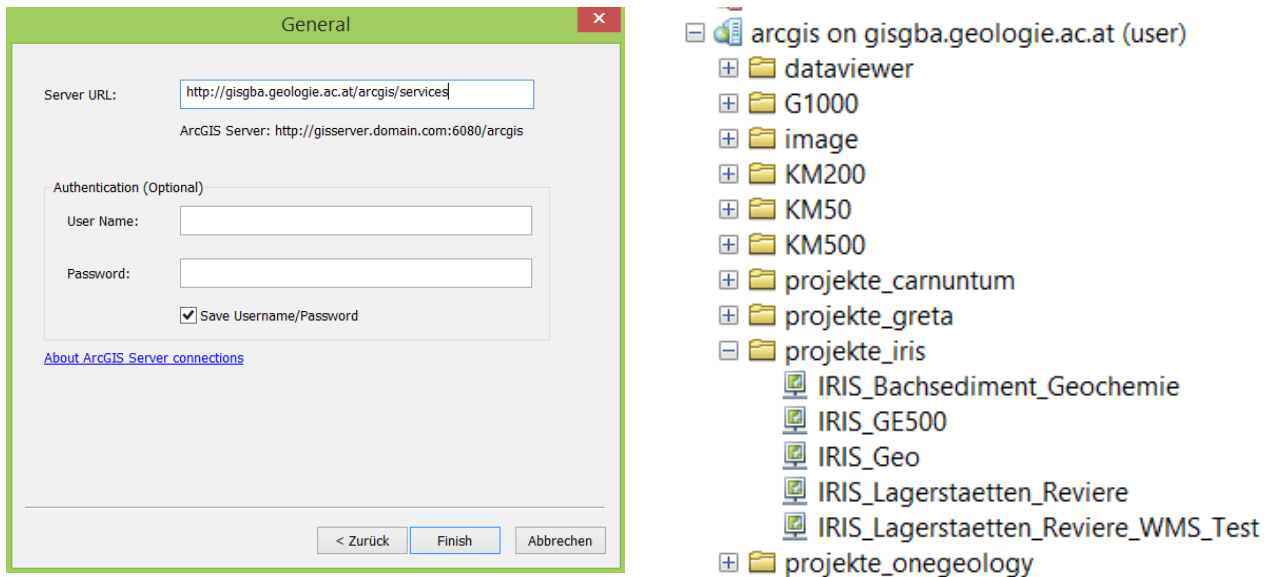 General
Server URL:
http://gisgba.geologie.ac.at/arcgis/services
ArcGIS Server: http://gisserver.domain.com:6080/arcgis
Authentication (Optional)
User Name:
Password:
Save Username/Password
About ArcGIS Server connections
< Zurück
Finish
Abbrechen
arcgis on gisgba.geologie.ac.at (user)
dataviewer
G1000
image
KM200
KM50
KM500
projekte_carnuntum
projekte_greta
projekte_iris
IRIS_Bachsediment_Geochemie
IRIS_GE500
IRIS_Geo
IRIS_Lagerstaetten_Reviere
IRIS_Lagerstaetten_Reviere_WMS_Test
projekte_onegeology